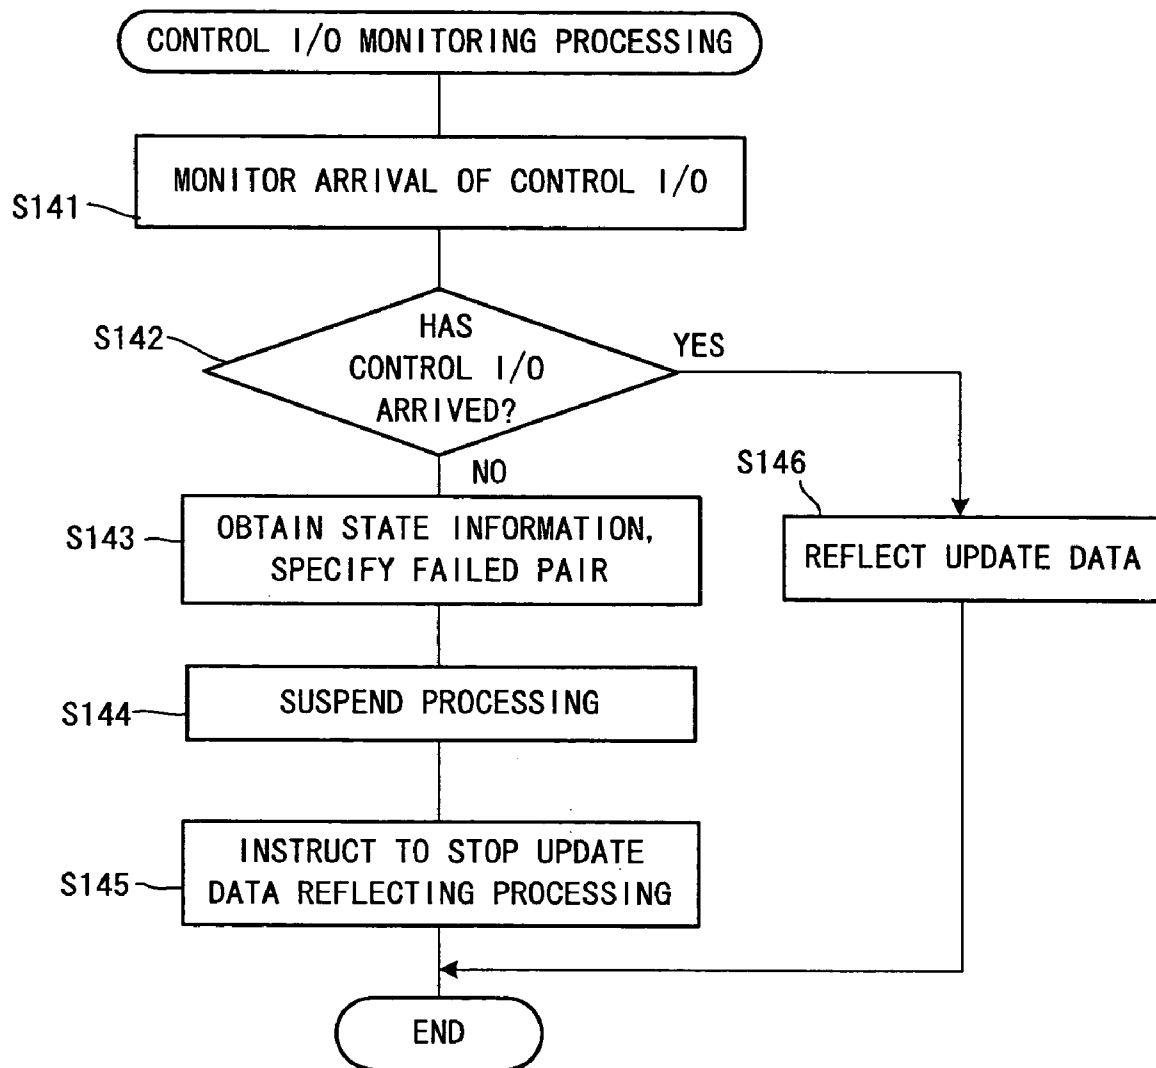 CONTROL I/O MONITORING PROCESSING
MONITOR ARRIVAL OF CONTROL I/O
S141
HAS
CONTROL I/O
ARRIVED?
S142
YES
NO
S146
REFLECT UPDATE DATA
OBTAIN STATE INFORMATION,
SPECIFY FAILED PAIR
S143
SUSPEND PROCESSING
S144
INSTRUCT TO STOP UPDATE
DATA REFLECTING PROCESSING
S145
END